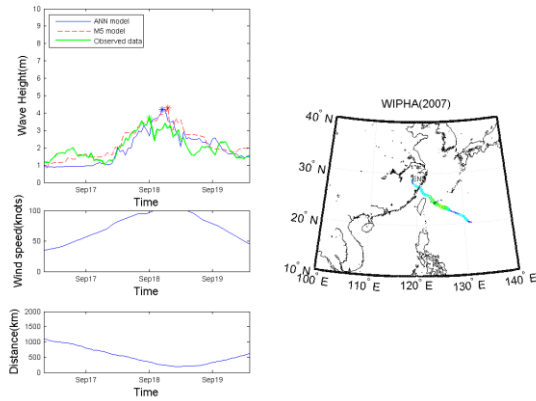 ANN model
M5 model
Observed data
Wave Height(m)
10
9
8
7
6
5
4
3
2
1
0
Sep17 Sep18 Sep19
Time
Wind speed(Knots)
100
50
0
Sep17 Sep18 Sep19
Time
Distance(km)
2000
1500
1000
500
0
Sep17 Sep18 Sep19
Time
WIPHA(2007)
40° N
30° N
20° N
10° N
100° E 110° E 120° E 130° E 140° E